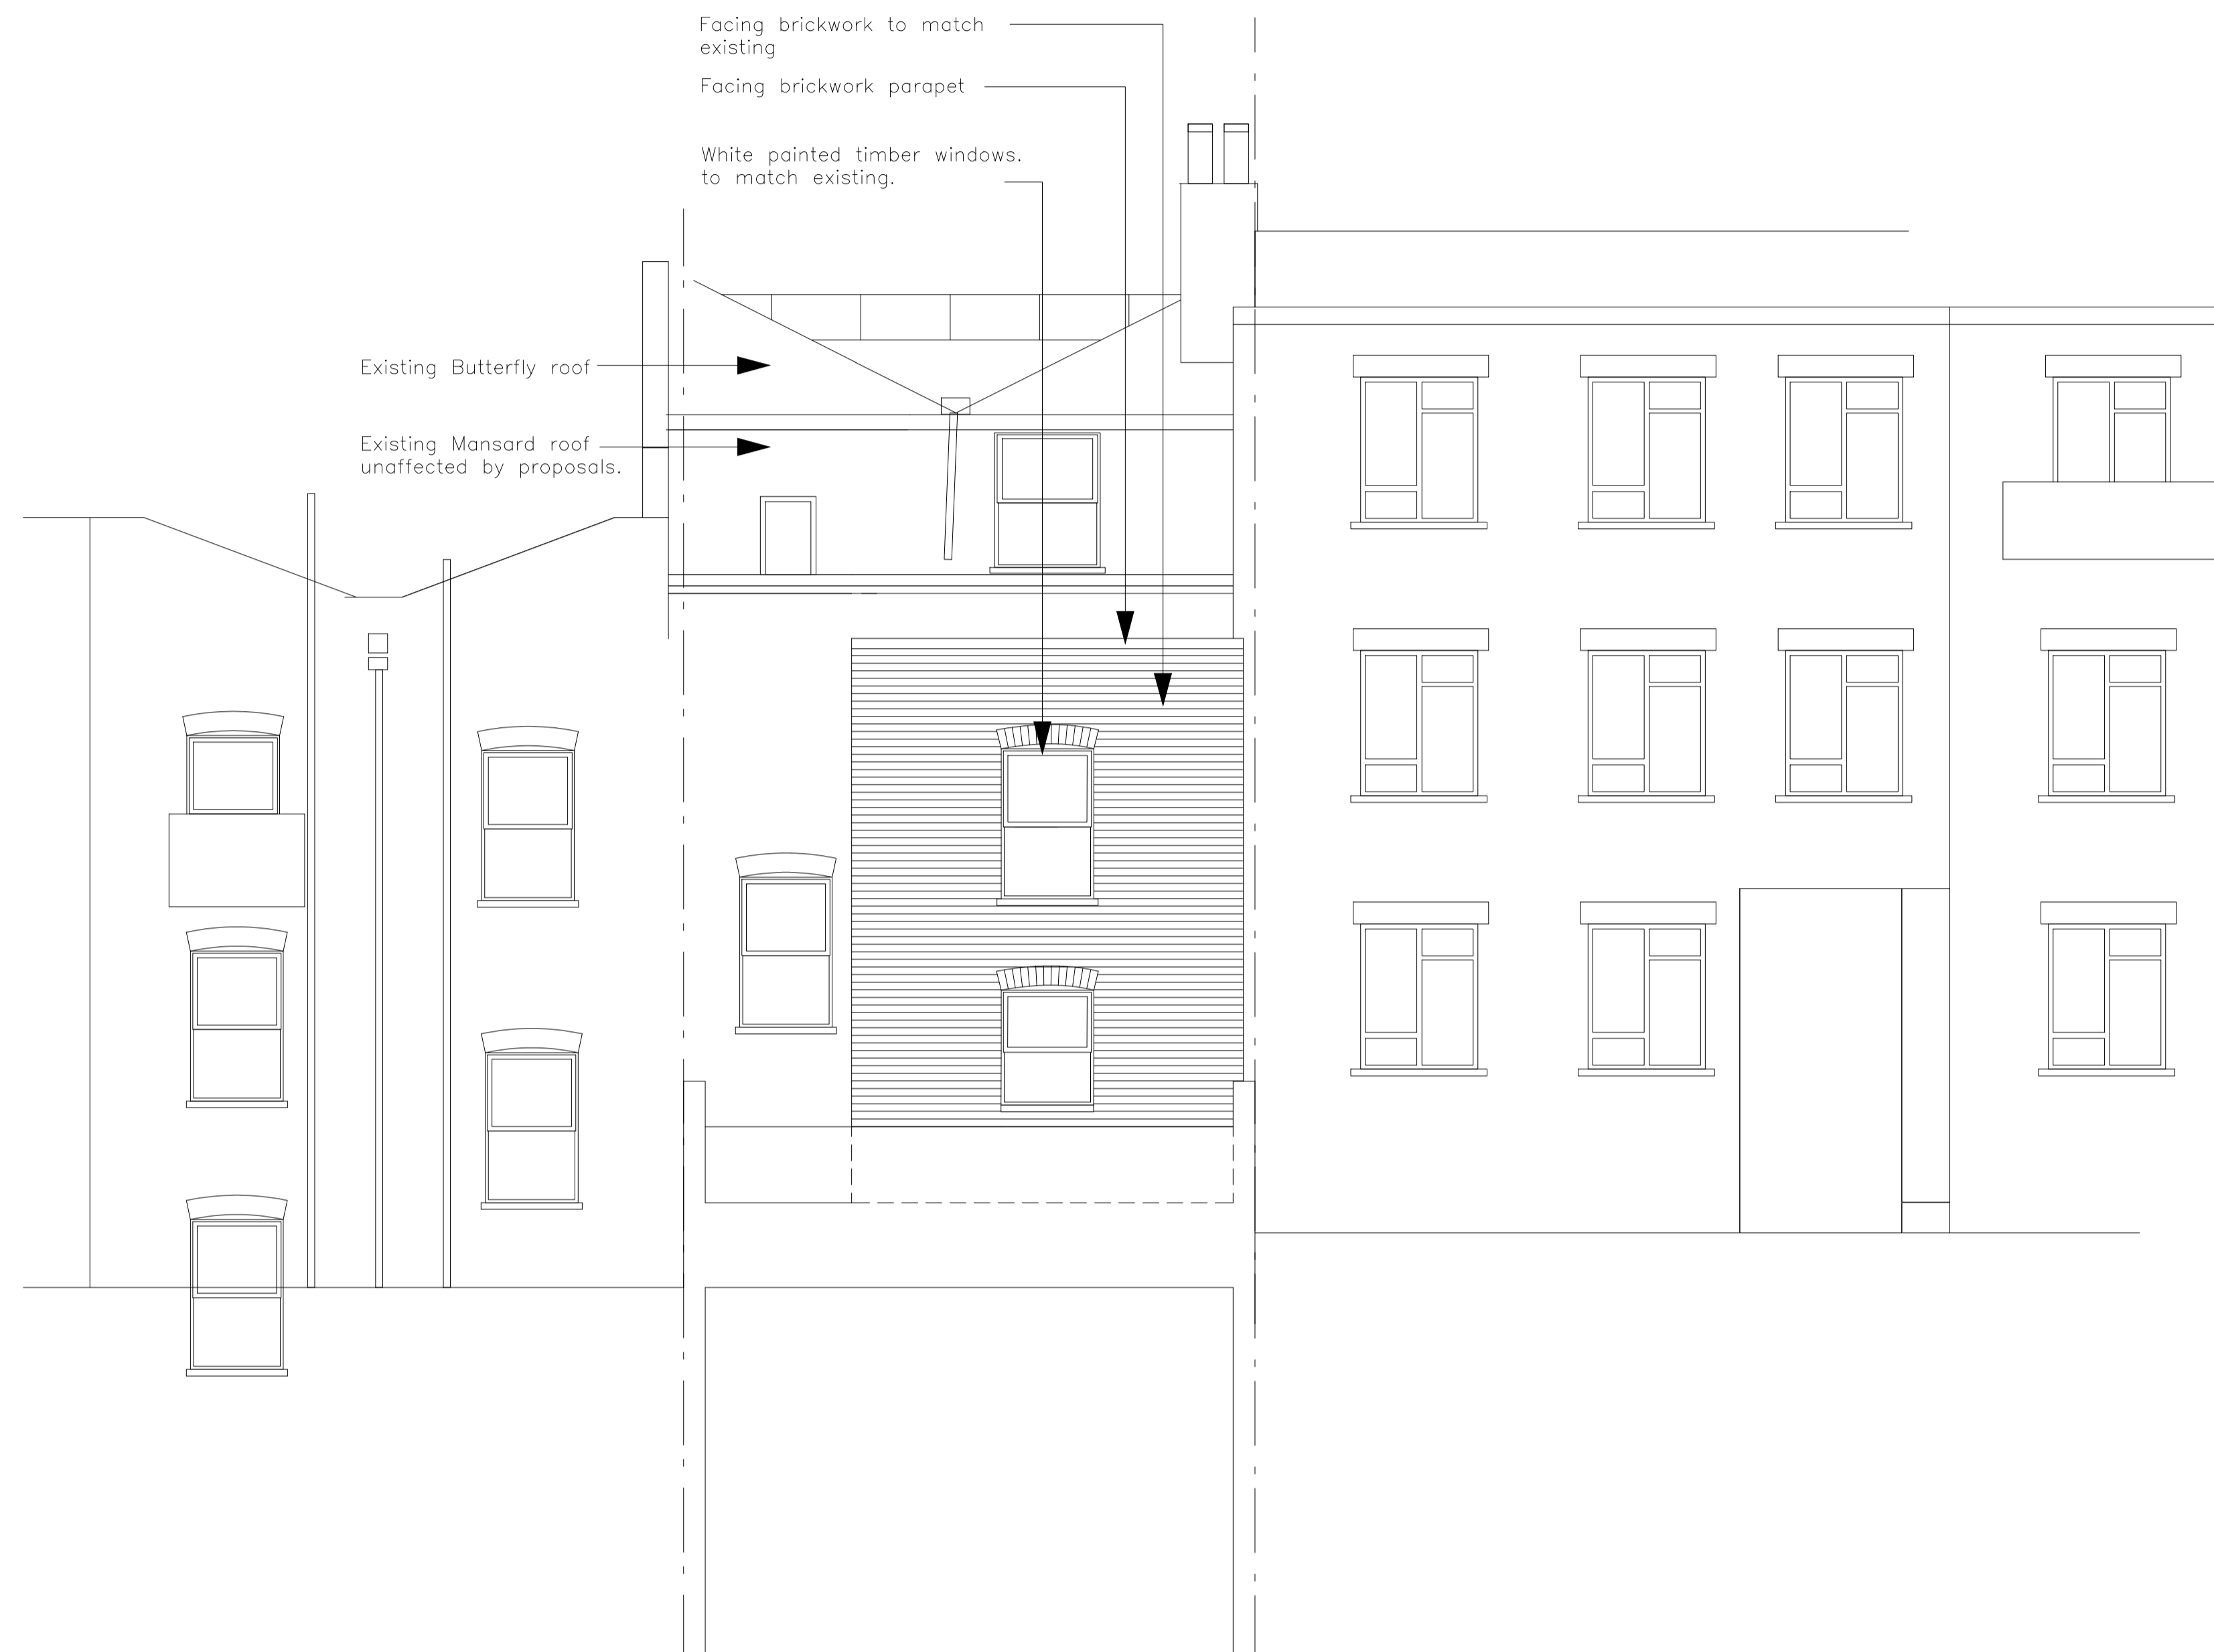 Facing brickwork to match
existing
Facing brickwork parapet
White painted timber windows.
to match existing.
Existing Butterfly roof
Existing Mansard roof
unaffected by proposals.